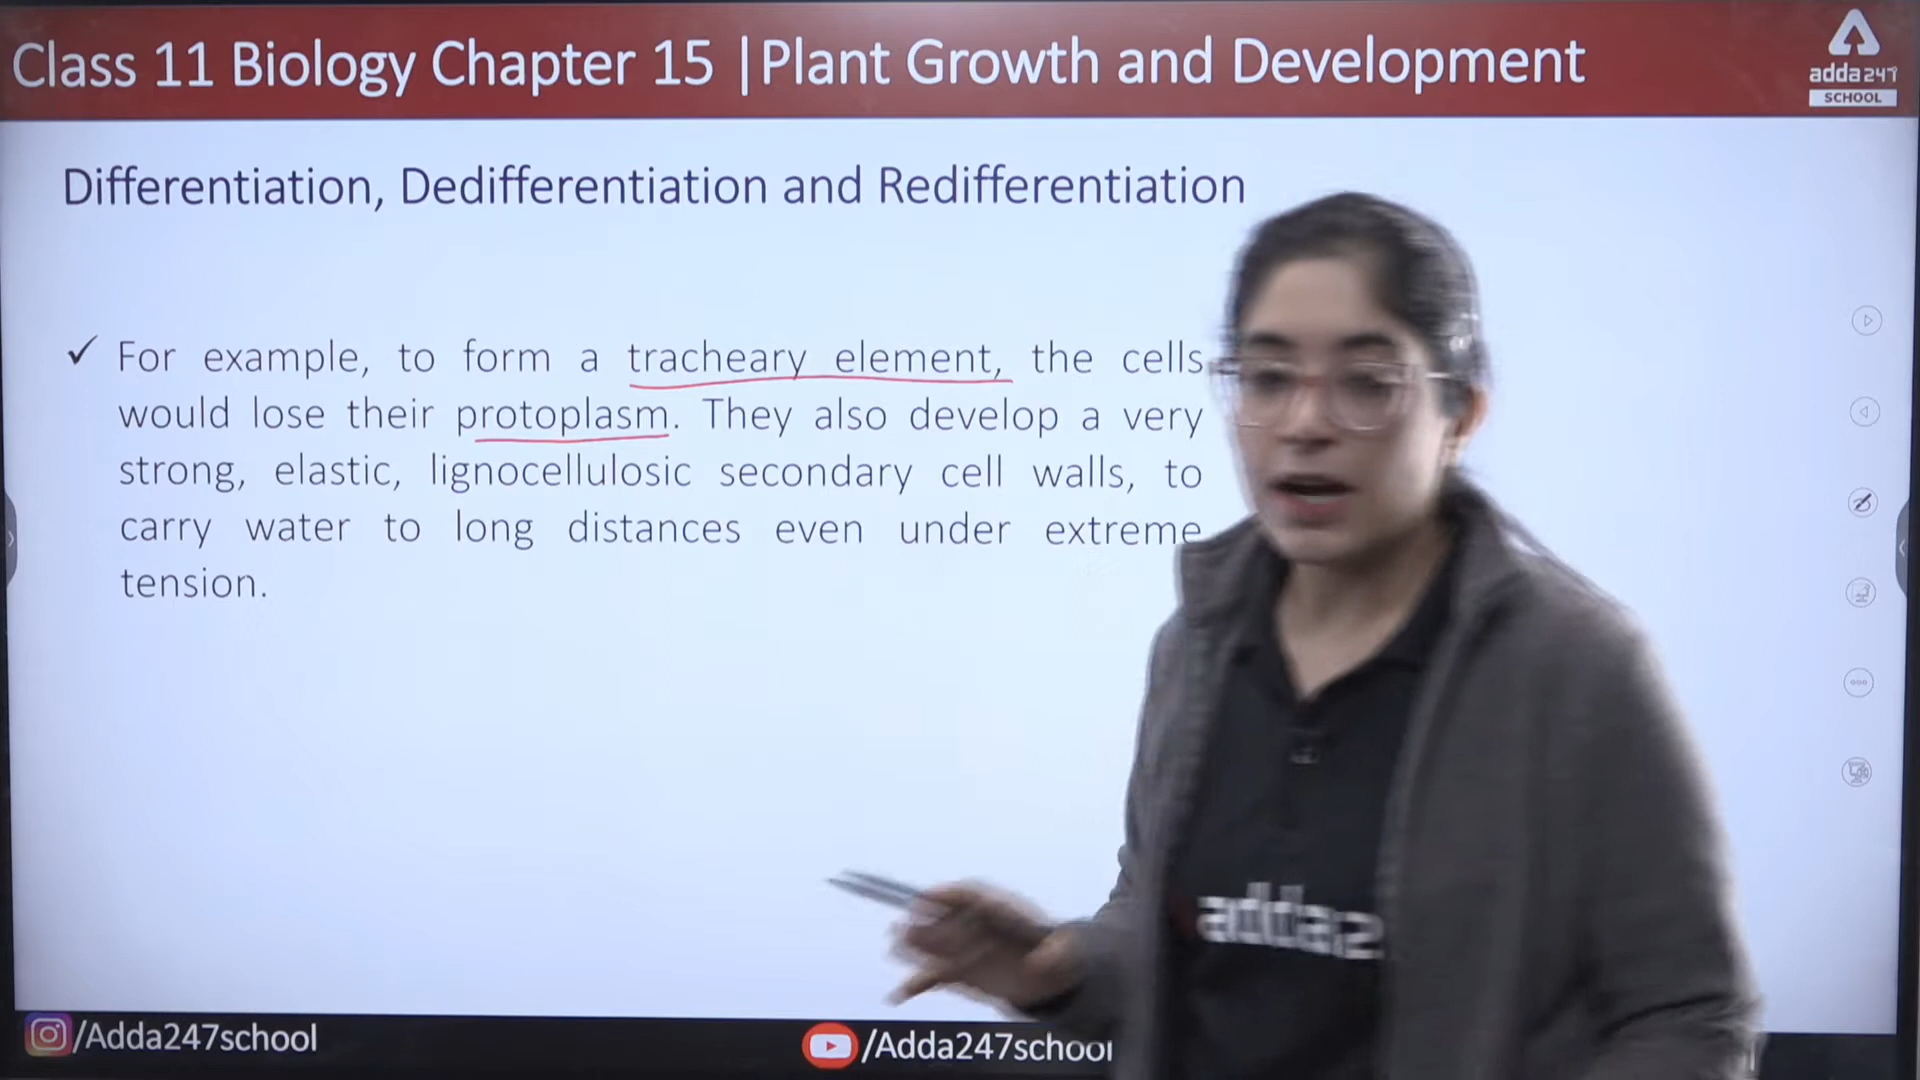 Class 11 Biology Chapter 15 |Plant Growth and Development
adda247
SCHOOL
Differentiation, Dedifferentiation and Redifferentiation
✓ For example, to form a tracheary element, the cells
would lose their protoplasm. They also develop a very
strong, elastic, lignocellulosic secondary cell walls, to
carry water to long distances even under extreme
tension.
/Adda247school
/Adda247school